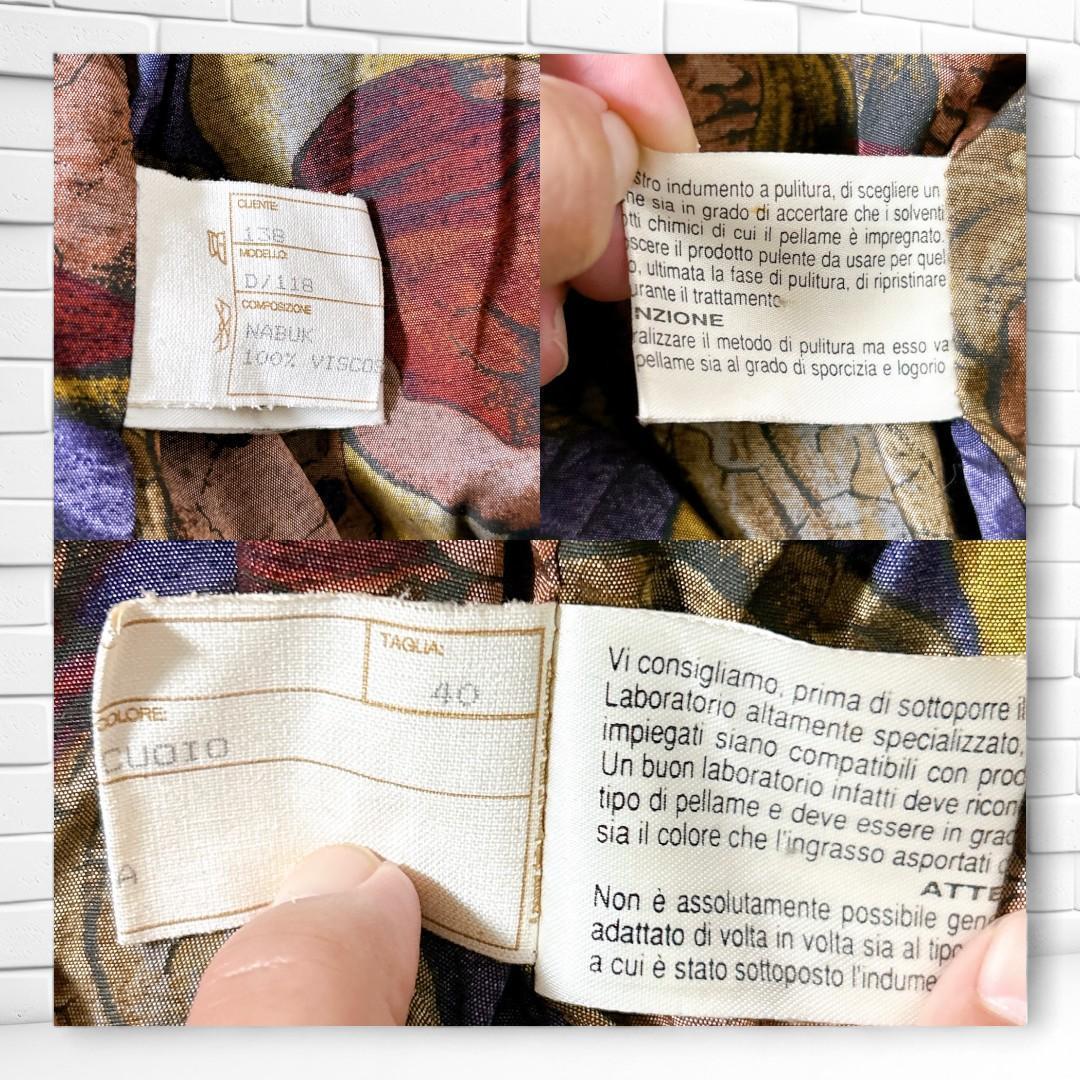 CLIENTE:
138
MODELLO:
D/118
COMPOSIZIONE
NABUK
100% VISCOS
stro indumento a pulitura, di scegliere un
ne sia in grado di accertare che i solventi
otti chimici di cui il pellame è impregnato.
oscere il prodotto pulente da usare per quel
o, ultimata la fase di pulitura, di ripristinare
urante il trattamento
NZIONE
ralizzare il metodo di pulitura ma esso va
pellame sia al grado di sporcizia e logorio
TAGLIA:
40
COLORE:
CUOIO
A
Vi consigliamo, prima di sottoporre il
Laboratorio altamente specializzato,
impiegati siano compatibili con prod
Un buon laboratorio infatti deve ricon
tipo di pellame e deve essere in grad
sia il colore che l'ingrasso asportati d
ATTE
Non è assolutamente possibile gene
adattato di volta in volta sia al tipo
a cui è stato sottoposto l'indume